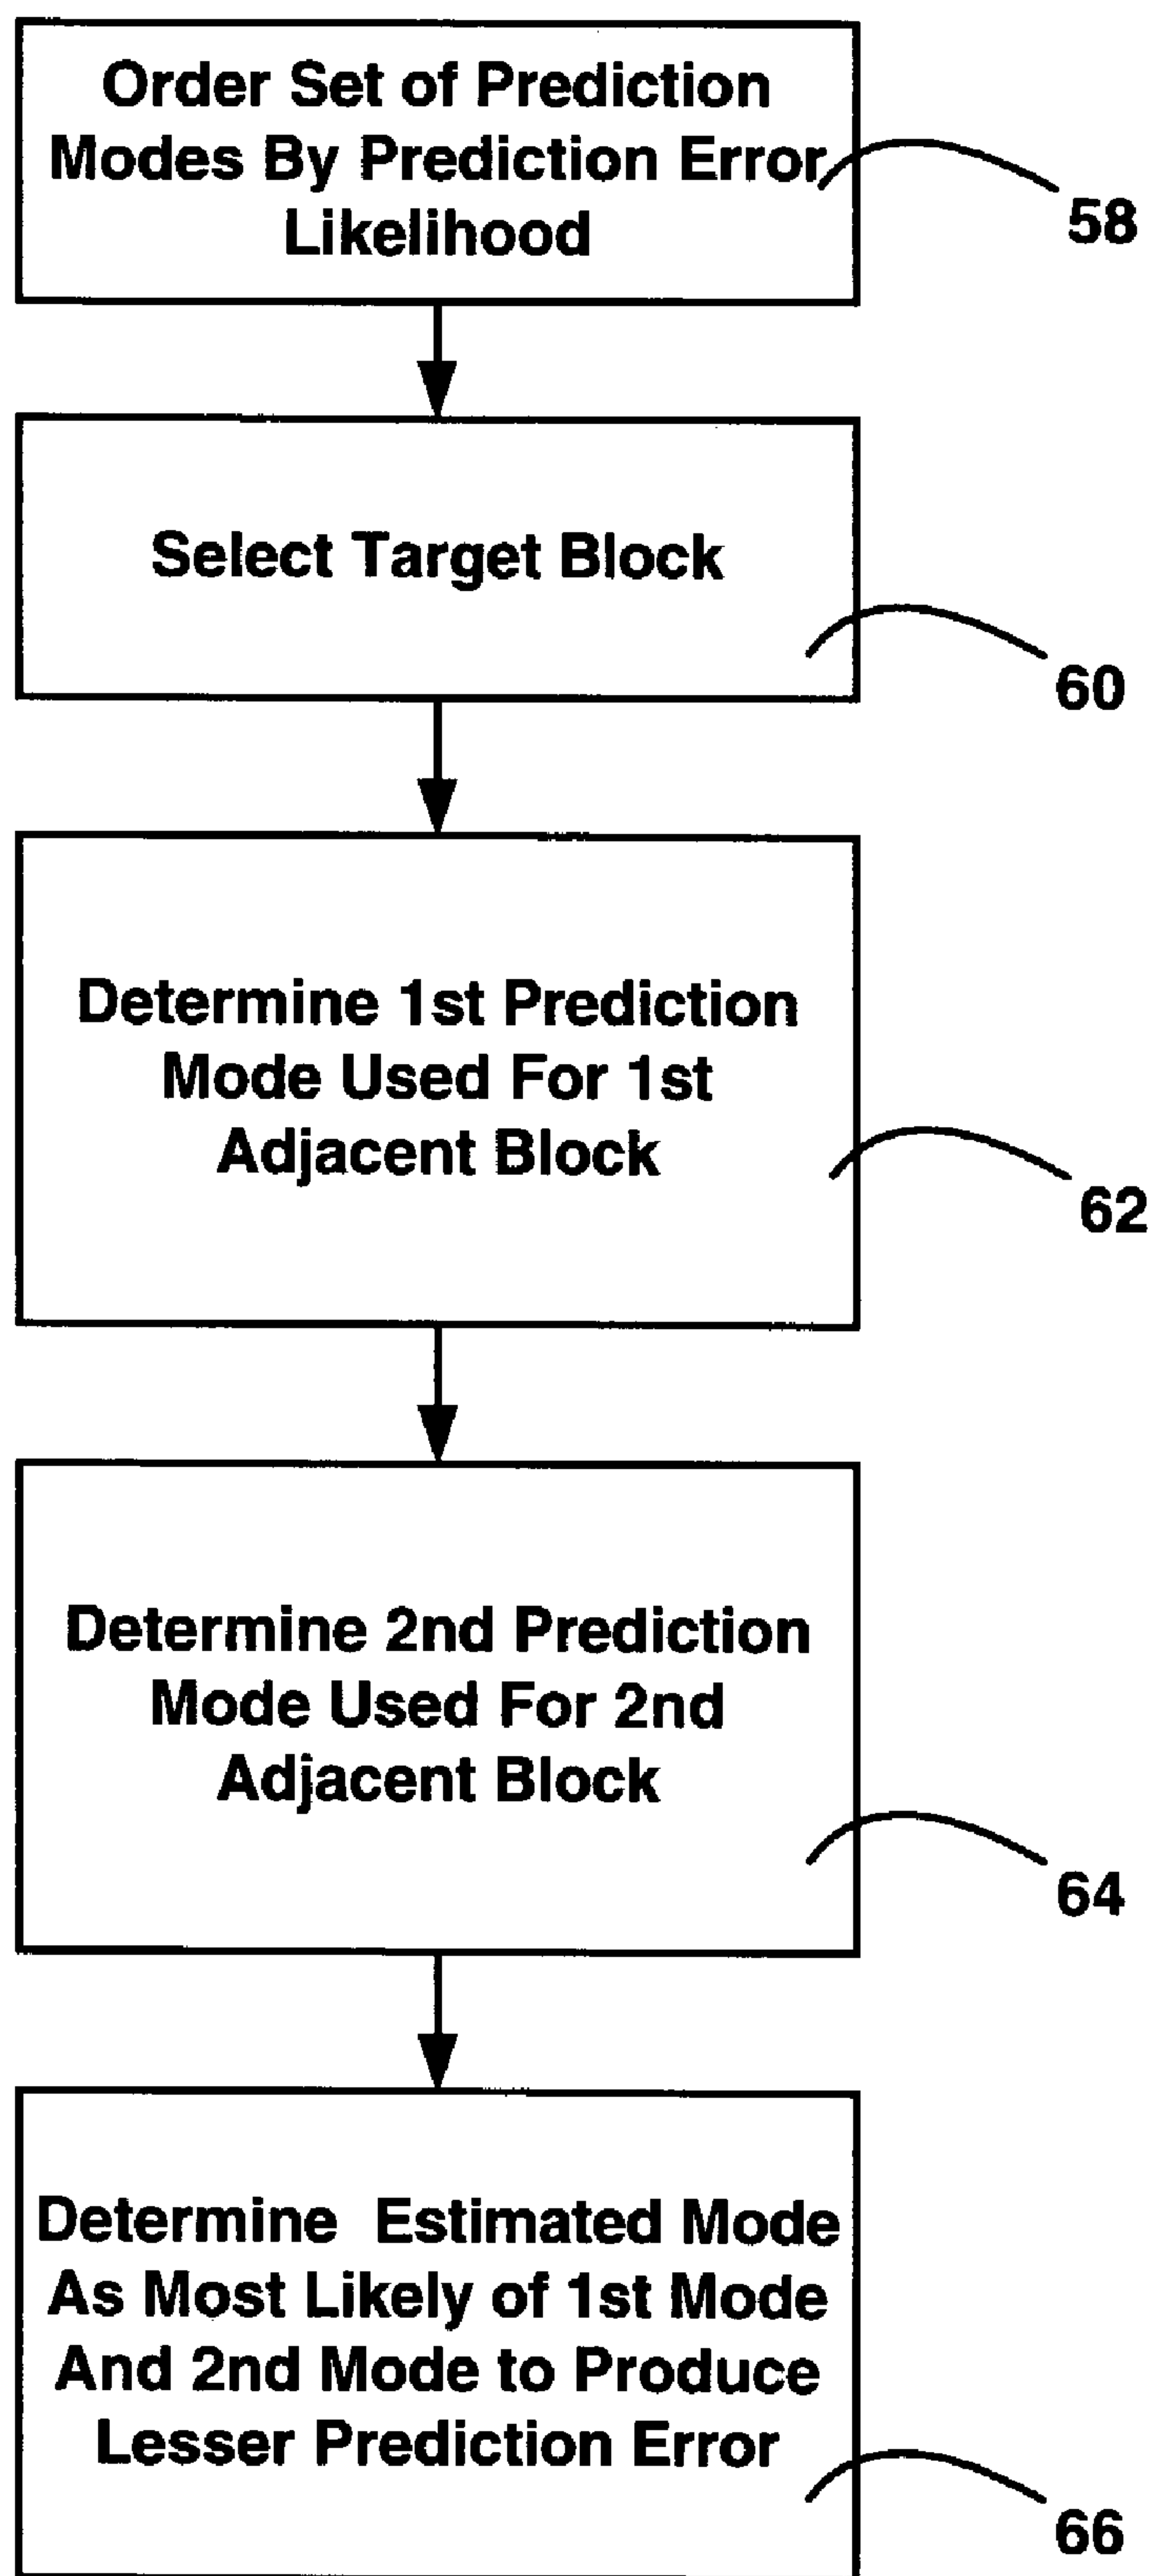 Order Set of Prediction
Modes By Prediction Error
Likelihood
58
Select Target Block
60
Determine 1st Prediction
Mode Used For 1st
Adjacent Block
62
Determine 2nd Prediction
Mode Used For 2nd
Adjacent Block
64
Determine Estimated Mode
As Most Likely of 1st Mode
And 2nd Mode to Produce
Lesser Prediction Error
66